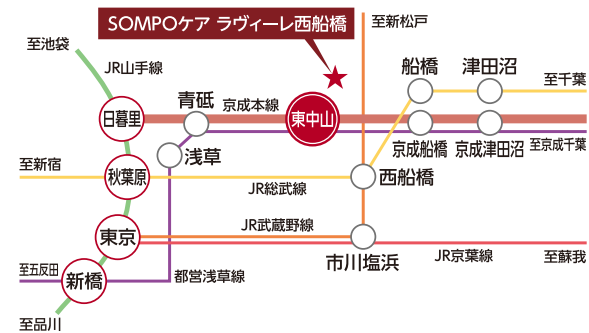 SOMPOケア ラヴィーレ西船橋
至新松戸
至池袋
JR山手線
船橋
津田沼
至千葉
青砥
京成本線
日暮里
東中山
浅草
京成船橋
京成津田沼
至京成千葉
至新宿
秋葉原
JR総武線
西船橋
JR武蔵野線
東京
市川塩浜
JR京葉線
至蘇我
至五反田
新橋
都営浅草線
至品川